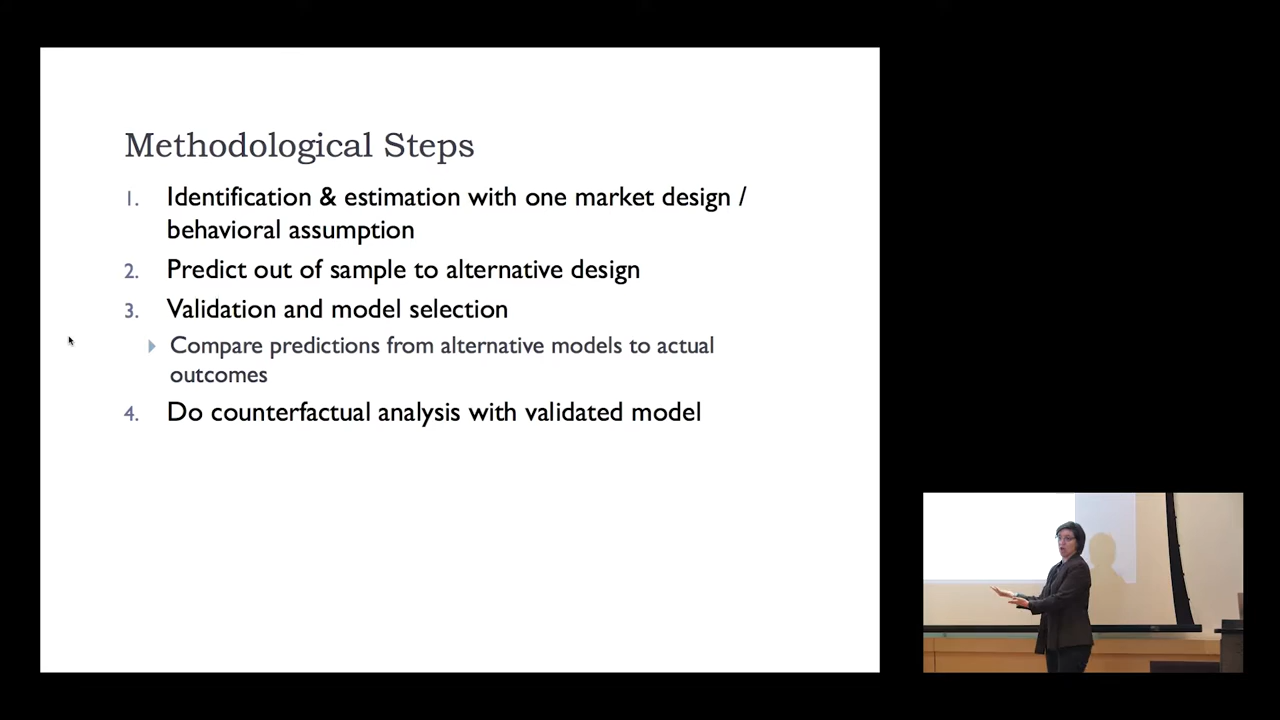 Methodological Steps
1. Identification & estimation with one market design /
behavioral assumption
2. Predict out of sample to alternative design
3. Validation and model selection
Compare predictions from alternative models to actual
outcomes
4. Do counterfactual analysis with validated model